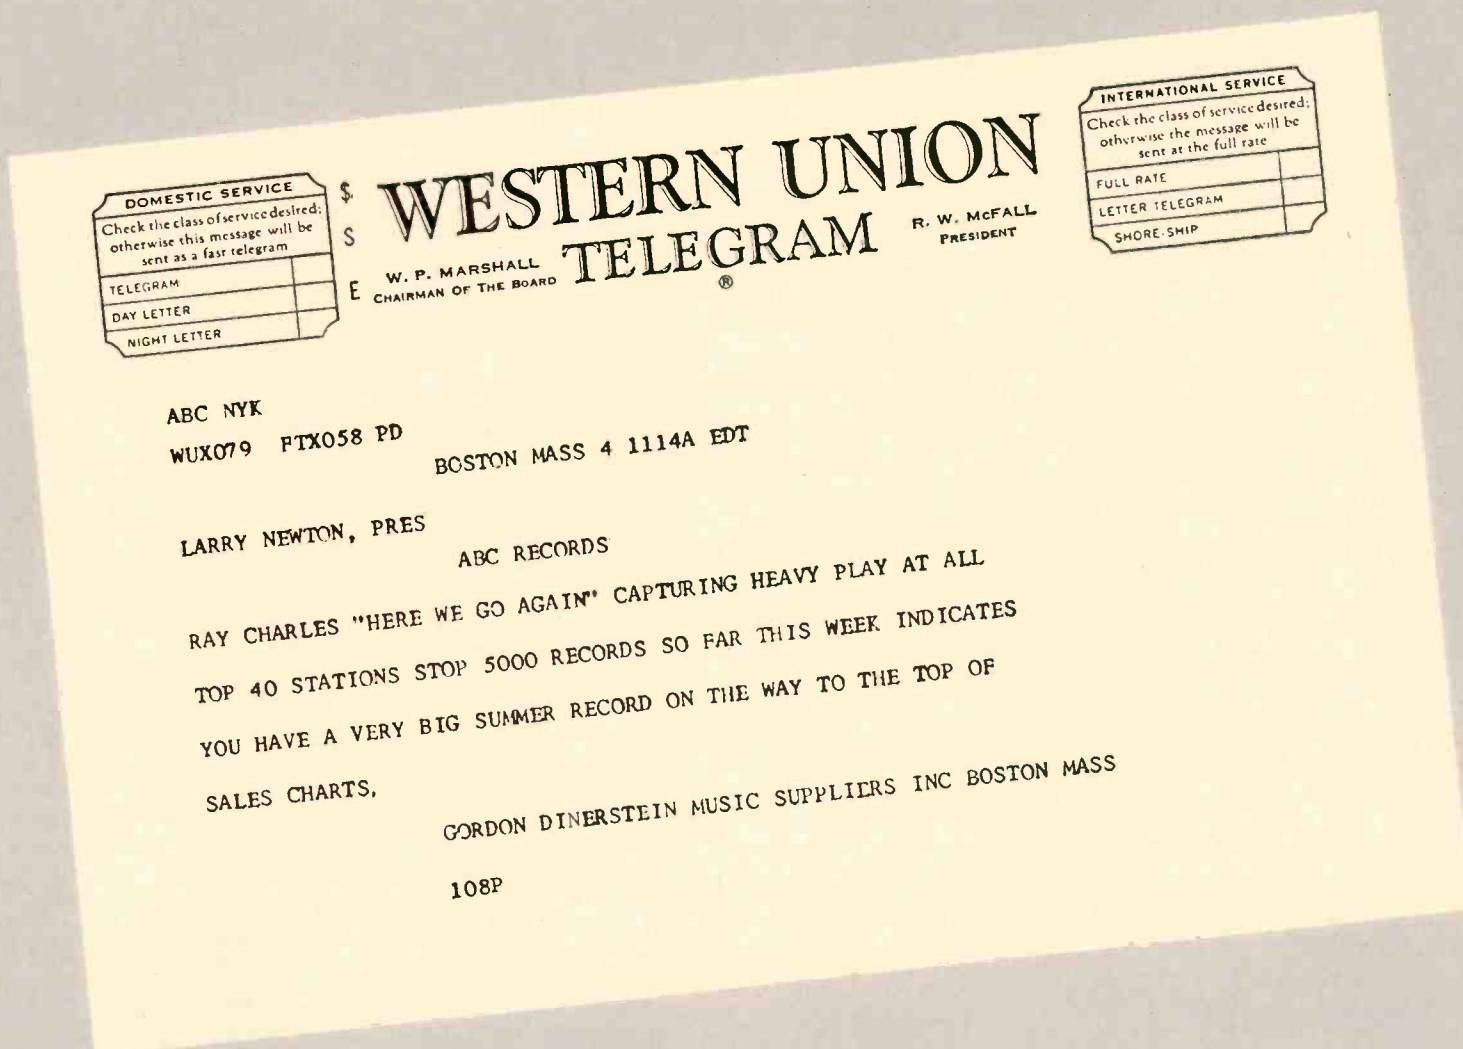 DOMESTIC SERVICE
Check the class of service desired;
otherwise this message will be
sent as a fast telegram
TELEGRAM
DAY LETTER
NIGHT LETTER
$
S
E
WESTERN UNION
TELEGRAM
®
W. P. MARSHALL
CHAIRMAN OF THE BOARD
R. W. McFALL
PRESIDENT
INTERNATIONAL SERVICE
Check the class of service desired;
otherwise the message will be
sent at the full rate
FULL RATE
LETTER TELEGRAM
SHORE-SHIP
ABC NYK
WUX079 PTX058 PD
BOSTON MASS 4 1114A EDT
LARRY NEWTON, PRES
ABC RECORDS
RAY CHARLES "HERE WE GO AGAIN" CAPTURING HEAVY PLAY AT ALL
TOP 40 STATIONS STOP 5000 RECORDS SO FAR THIS WEEK INDICATES
YOU HAVE A VERY BIG SUMMER RECORD ON THE WAY TO THE TOP OF
SALES CHARTS,
GORDON DINERSTEIN MUSIC SUPPLIERS INC BOSTON MASS
108P